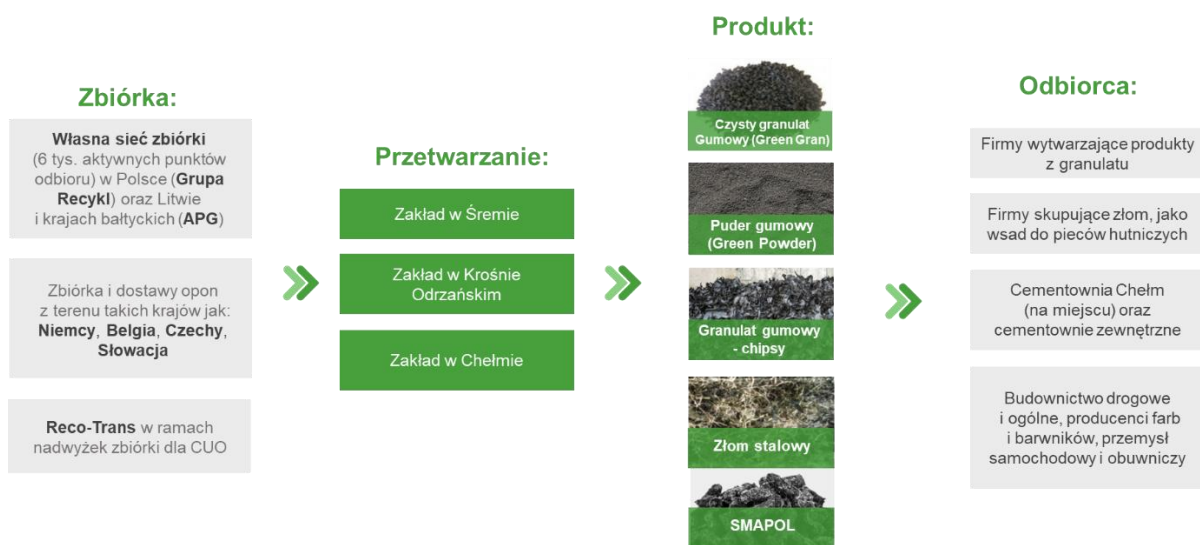 Zbiórka:
Własna sieć zbiórki
(6 tys. aktywnych punktów
odbioru) w Polsce (Grupa
Recykl) oraz Litwie
i krajach bałtyckich (APG)
Zbiórka i dostawy opon
z terenu takich krajów jak:
Niemcy, Belgia, Czechy,
Słowacja
Reco-Trans w ramach
nadwyżek zbiórki dla CUO
Przetwarzanie:
Zakład w Śremie
Zakład w Krośnie
Odrzańskim
Zakład w Chełmie
Produkt:
Czysty granulat
Gumowy (Green Gran)
Puder gumowy
(Green Powder)
Granulat gumowy
- chipsy
Złom stalowy
SMAPOL
Odbiorca:
Firmy wytwarzające produkty
z granulatu
Firmy skupujące złom, jako
wsad do pieców hutniczych
Cementownia Chełm
(na miejscu) oraz
cementownie zewnętrzne
Budownictwo drogowe
i ogólne, producenci farb
i barwników, przemysł
samochodowy i obuwniczy